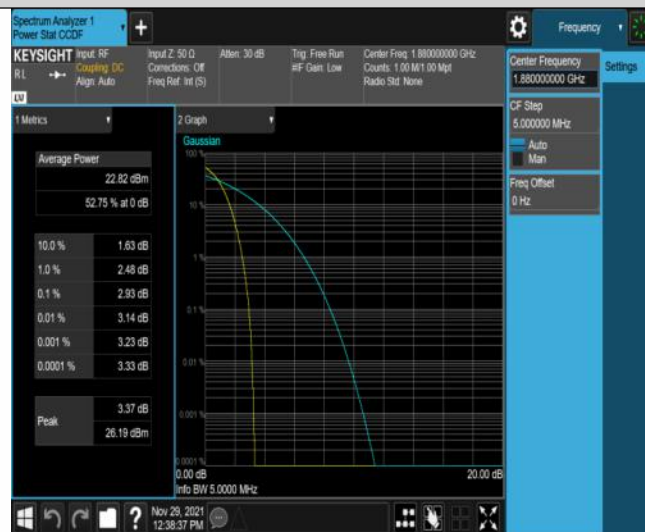 Spectrum Analyzer 1
Power Stat CCDF
Frequency
KEYSIGHT
RL
Input: RF
Coupling: DC
Align: Auto
Input Z: 50 Ω
Corrections: Off
Freq Ref: Int (S)
Atten: 30 dB
Trig: Free Run
#IF Gain: Low
Center Freq: 1.880000000 GHz
Counts: 1.00 M/1.00 Mpt
Radio Std: None
LVI
1 Metrics
Average Power
22.82 dBm
52.75 % at 0 dB
10.0 % 1.63 dB
1.0 % 2.48 dB
0.1 % 2.93 dB
0.01 % 3.14 dB
0.001 % 3.23 dB
0.0001 % 3.33 dB
Peak
3.37 dB
26.19 dBm
2 Graph
Gaussian
100 %
10 %
1 %
0.1 %
0.01 %
0.001 %
0.0001 %
0.00 dB
20.00 dB
Info BW 5.0000 MHz
Center Frequency
1.880000000 GHz
Settings
CF Step
5.000000 MHz
Auto
Man
Freq Offset
0 Hz
?
Nov 29, 2021
12:38:37 PM